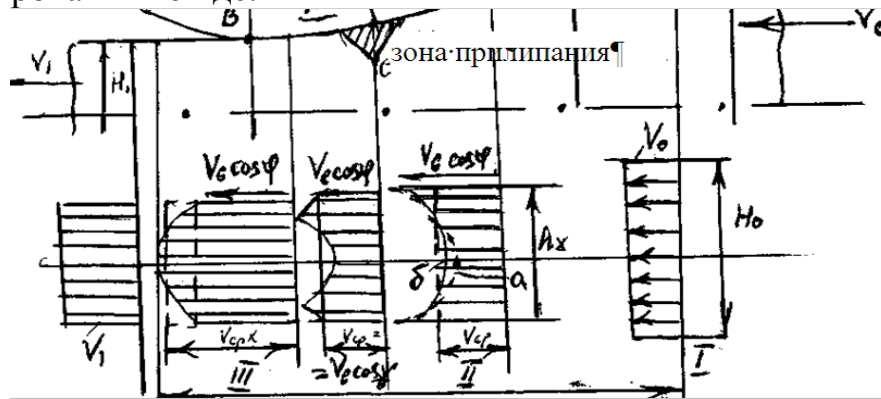 B
V₁
H₁
зона·прилипания¶
C
V₀
Vв cosφ
Vв cosφ
Vв cosφ
V₀
hx
H₀
б
а
V₁
Vср x
Vср =
= Vв cosγ
Vср
III
II
I